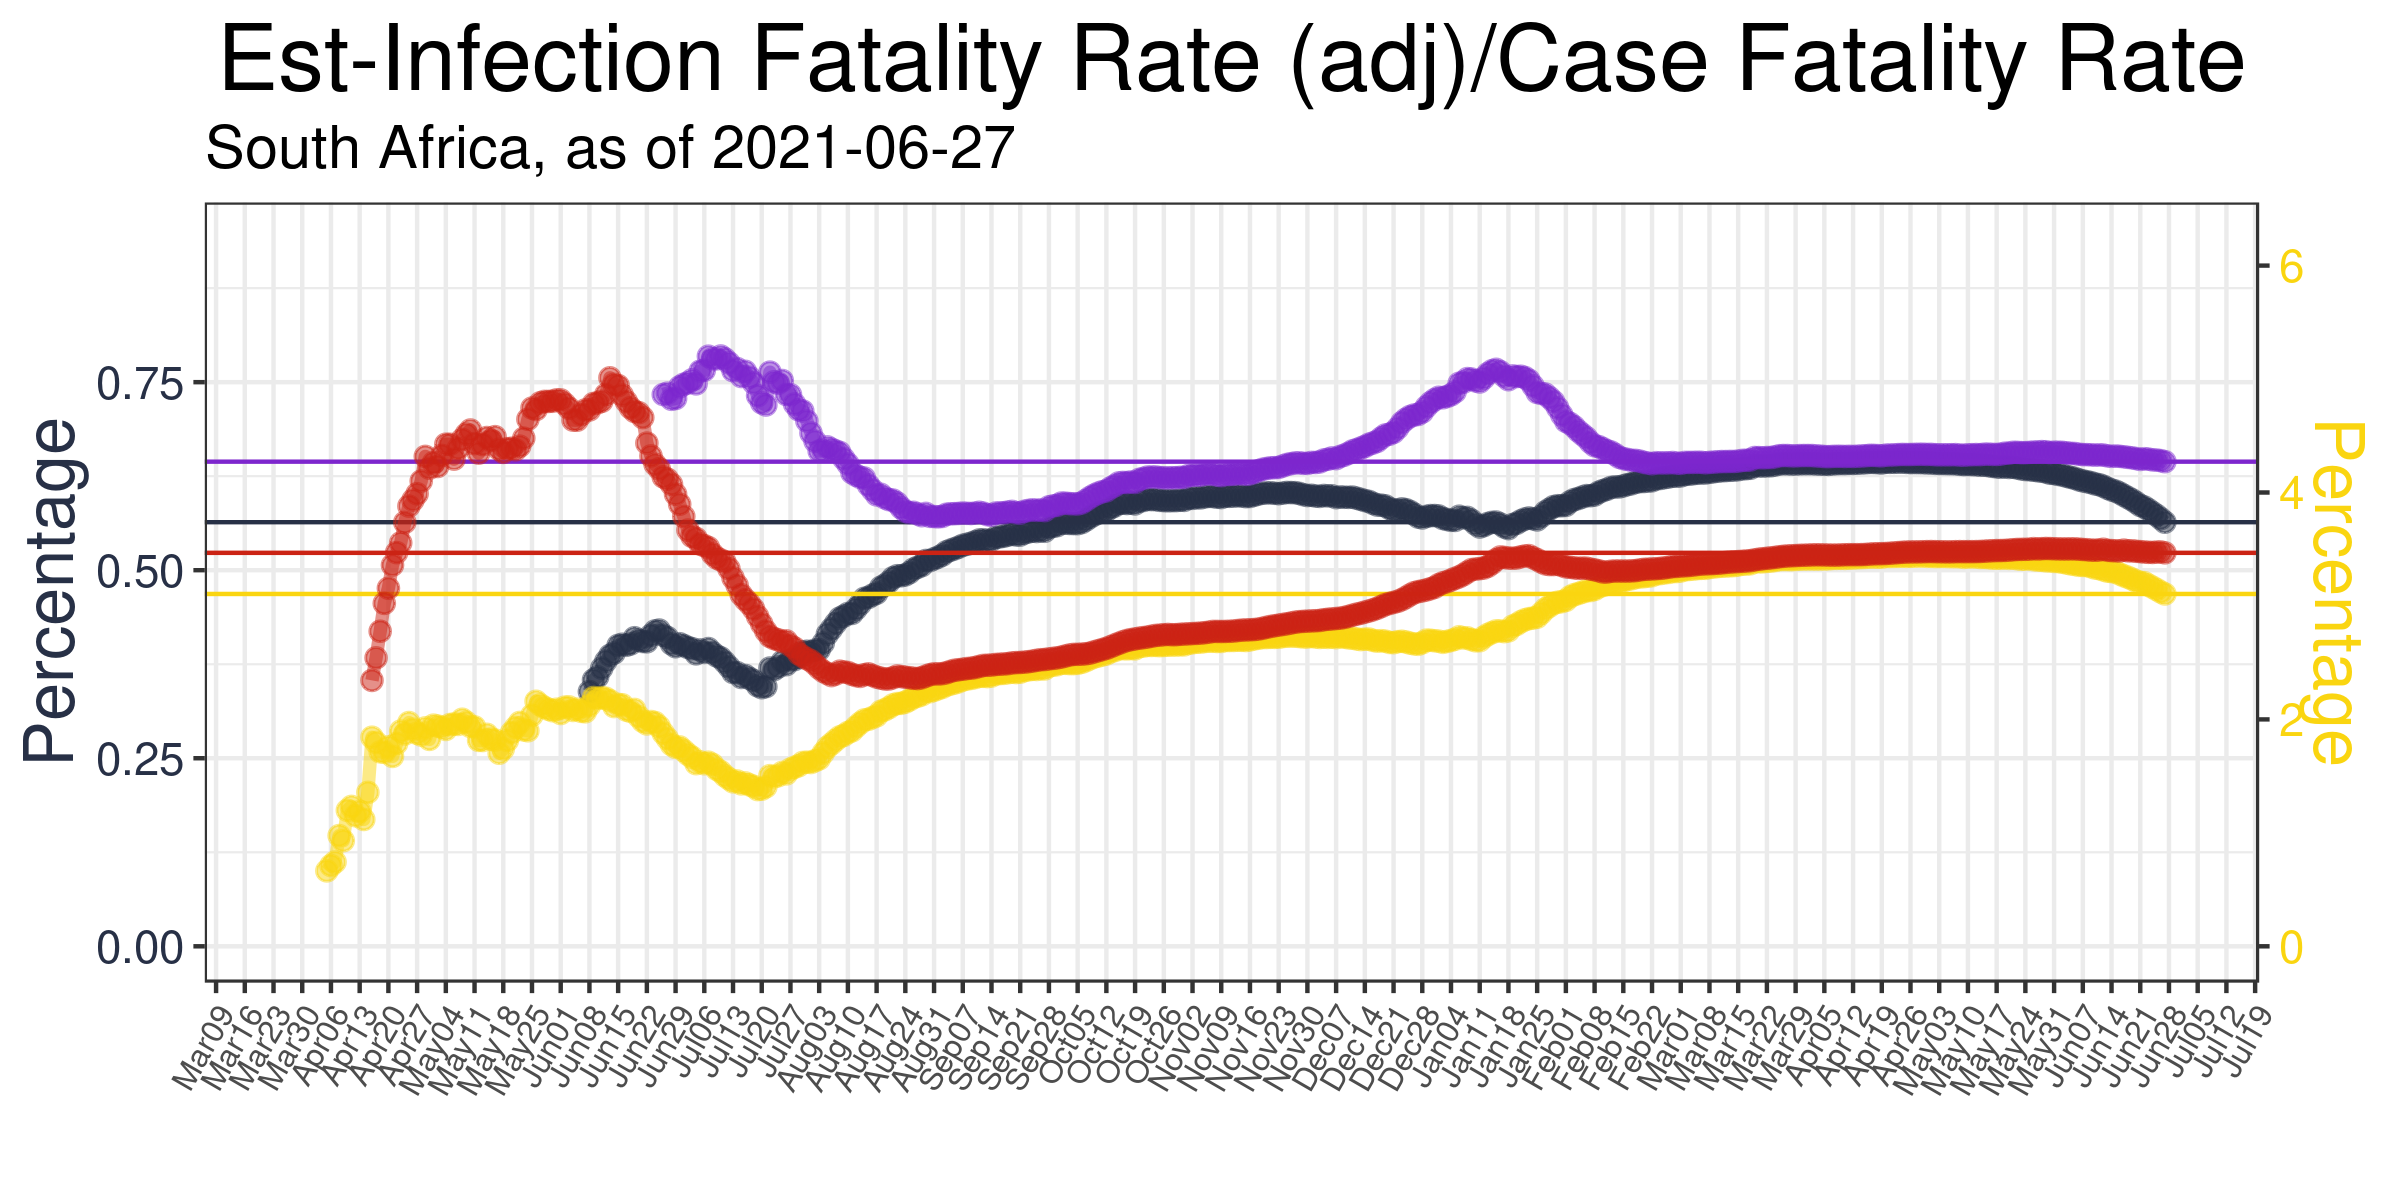 Est-Infection Fatality Rate (adj)/Case Fatality Rate
South Africa, as of 2021-06-27
Percentage
0.75
0.50
0.25
0.00
6
4
2
0
Percentage
Mar09
Mar16
Mar23
Mar30
Apr06
Apr13
Apr20
Apr27
May04
May11
May18
May25
Jun01
Jun08
Jun15
Jun22
Jun29
Jul06
Jul13
Jul20
Jul27
Aug03
Aug10
Aug17
Aug24
Aug31
Sep07
Sep14
Sep21
Sep28
Oct05
Oct12
Oct19
Oct26
Nov02
Nov09
Nov16
Nov23
Nov30
Dec07
Dec14
Dec21
Dec28
Dec04
Jan11
Jan18
Jan25
Feb01
Feb08
Feb15
Feb22
Mar01
Mar08
Mar15
Mar22
Mar29
Apr05
Apr12
Apr19
Apr26
May03
May10
May17
May24
May31
Jun07
Jun14
Jun21
Jun28
Jul05
Jul12
Jul19